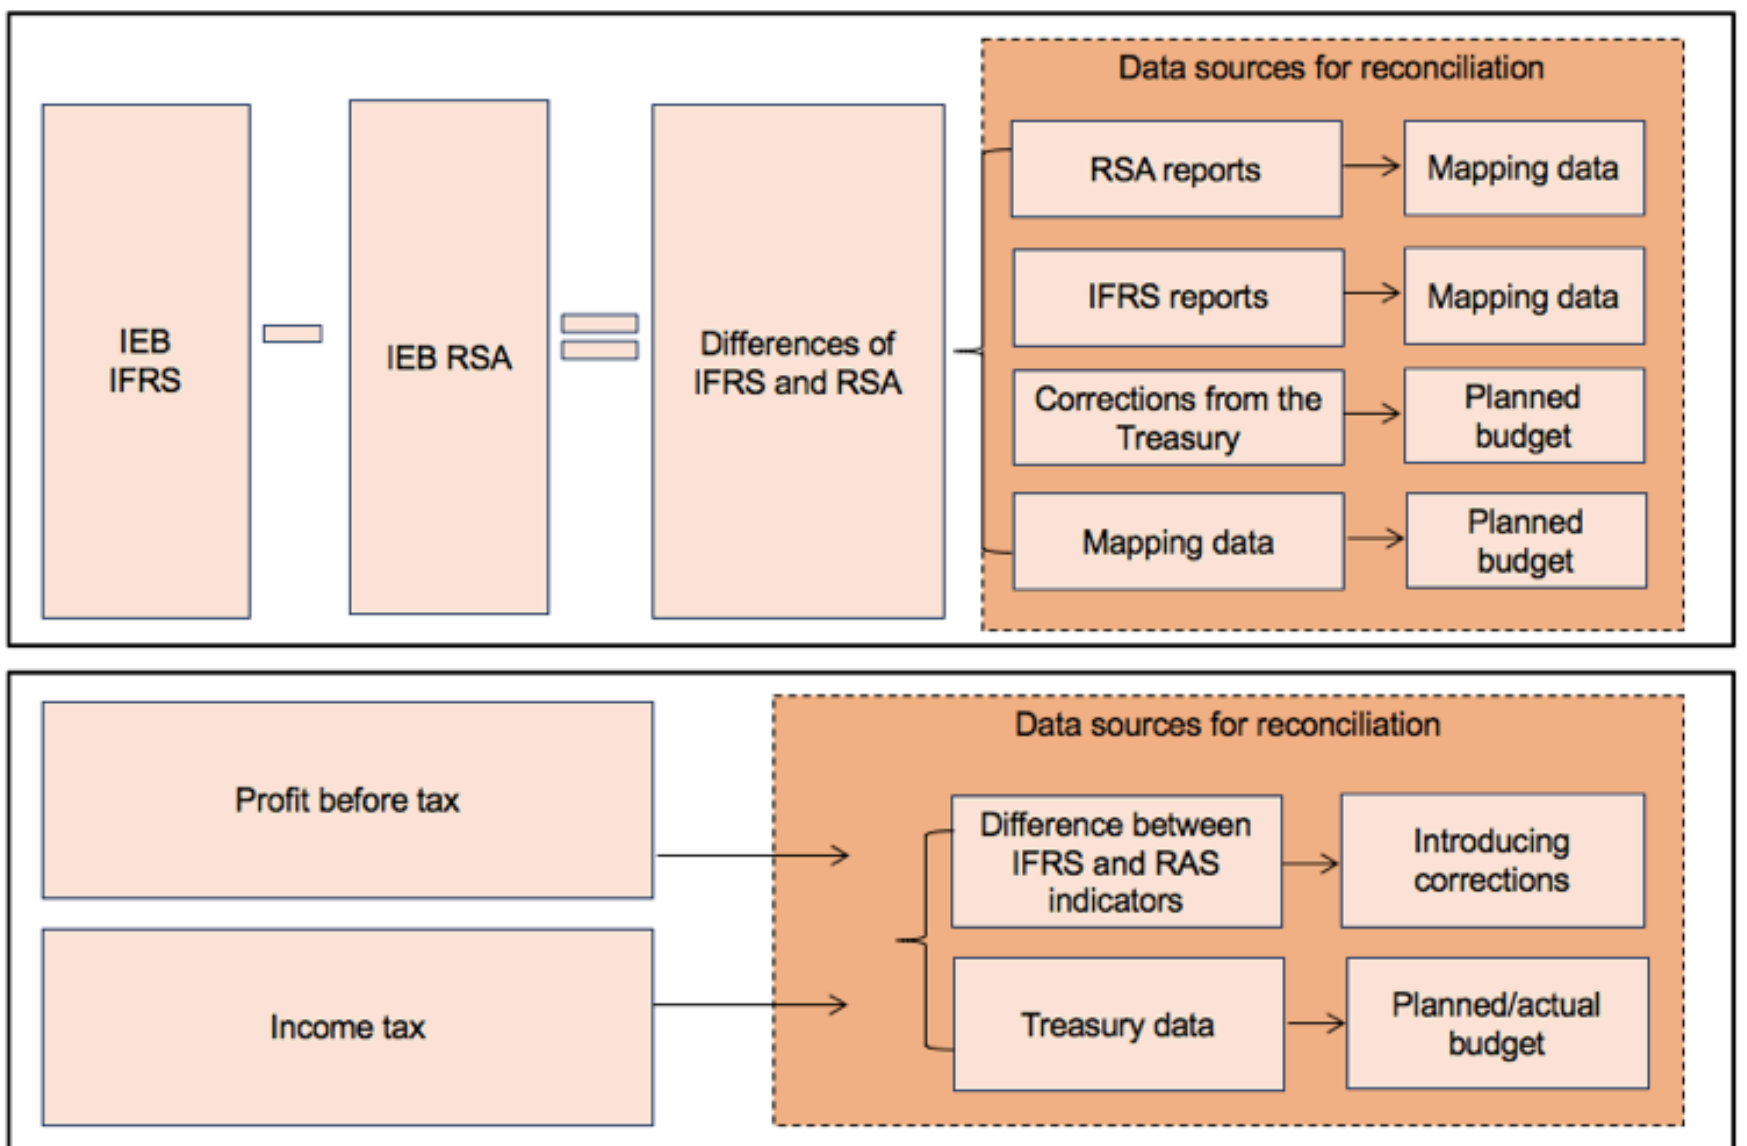 Data sources for reconciliation
IEB
IFRS
IEB RSA
Differences of
IFRS and RSA
RSA reports
Mapping data
IFRS reports
Mapping data
Corrections from the
Treasury
Planned
budget
Mapping data
Planned
budget
Data sources for reconciliation
Profit before tax
Income tax
Difference between
IFRS and RAS
indicators
Introducing
corrections
Treasury data
Planned/actual
budget